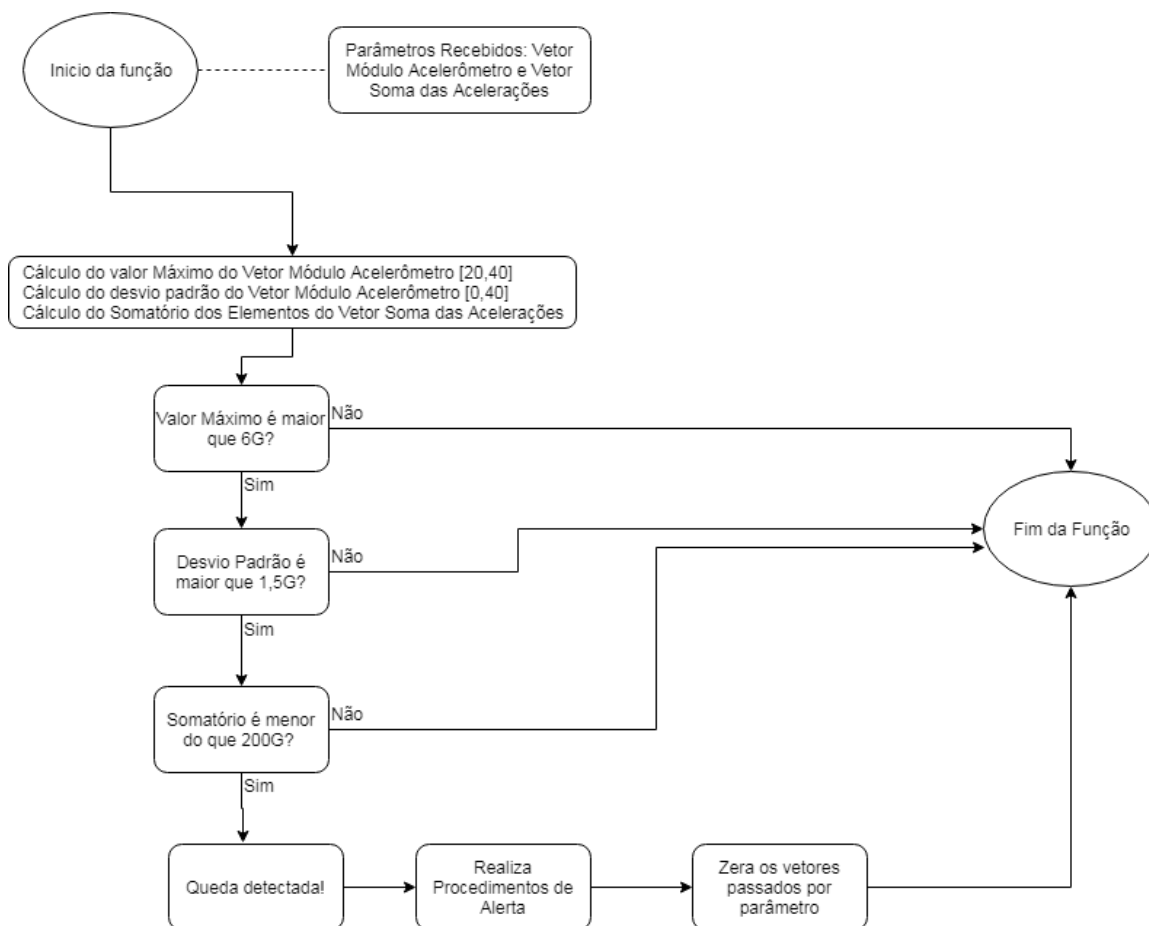 Inicio da função
Parâmetros Recebidos: Vetor
Módulo Acelerômetro e Vetor
Soma das Acelerações
Cálculo do valor Máximo do Vetor Módulo Acelerômetro [20,40]
Cálculo do desvio padrão do Vetor Módulo Acelerômetro [0,40]
Cálculo do Somatório dos Elementos do Vetor Soma das Acelerações
Valor Máximo é maior
que 6G?
Não
Sim
Fim da Função
Desvio Padrão é
maior que 1,5G?
Não
Sim
Somatório é menor
do que 200G?
Não
Sim
Queda detectada!
Realiza
Procedimentos de
Alerta
Zera os vetores
passados por
parâmetro